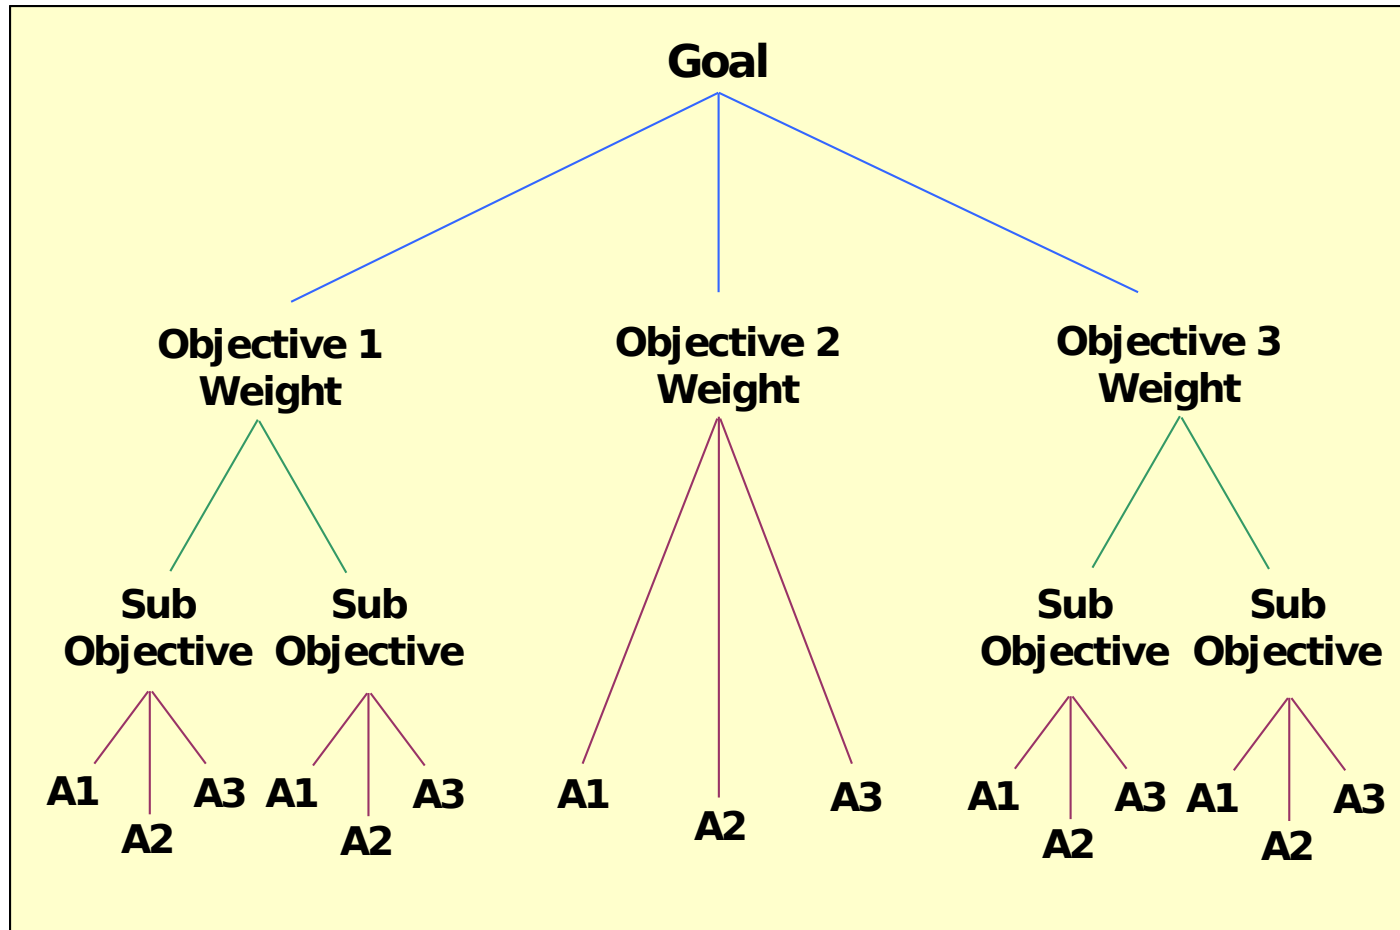 Goal
Objective 1
Weight
Objective 2
Weight
Objective 3
Weight
Sub
Objective
Sub
Objective
Sub
Objective
Sub
Objective
A1
A2
A3
A1
A2
A3
A1
A2
A3
A1
A2
A3
A1
A2
A3